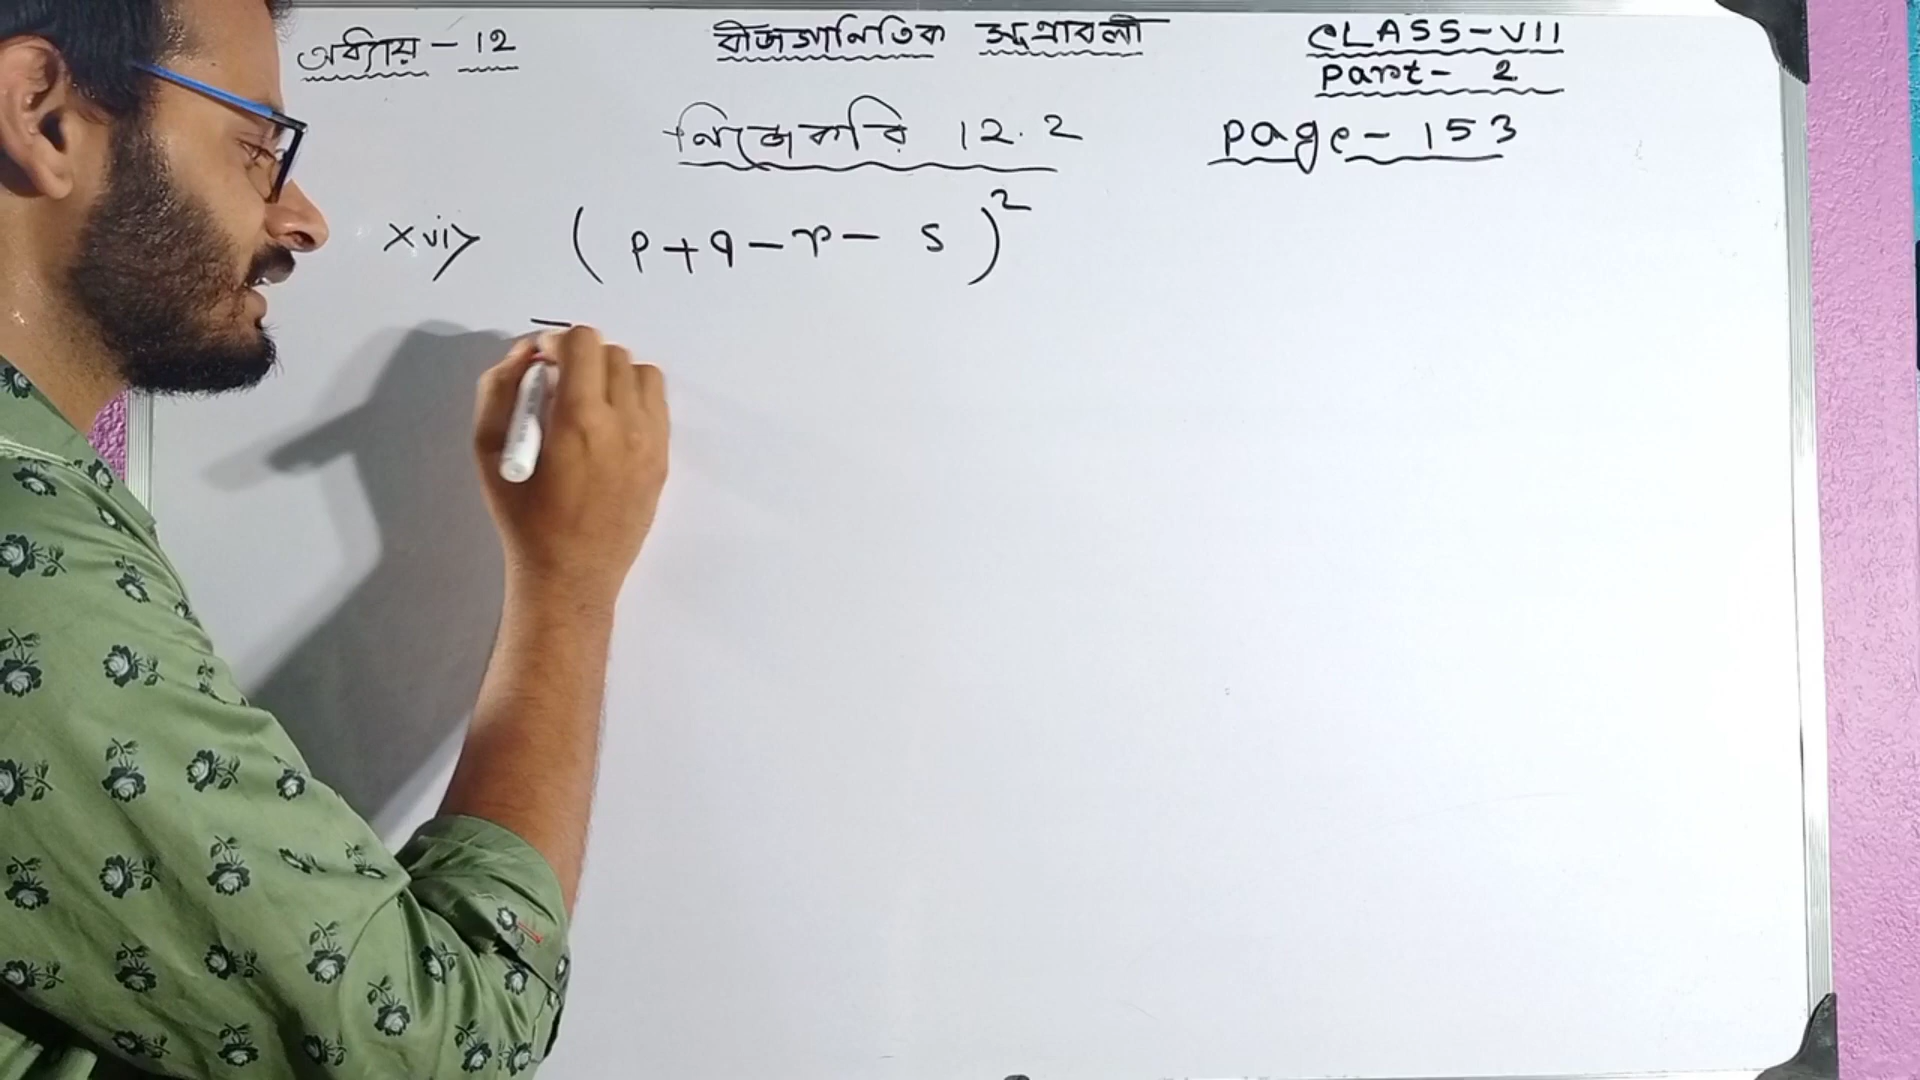 অধ্যায় - 12 বীজগাণিতিক সূত্রাবলী CLASS-VII
Part- 2
নিজে করি 12.2 Page- 153
xvi> (p+q-r-s)²
=